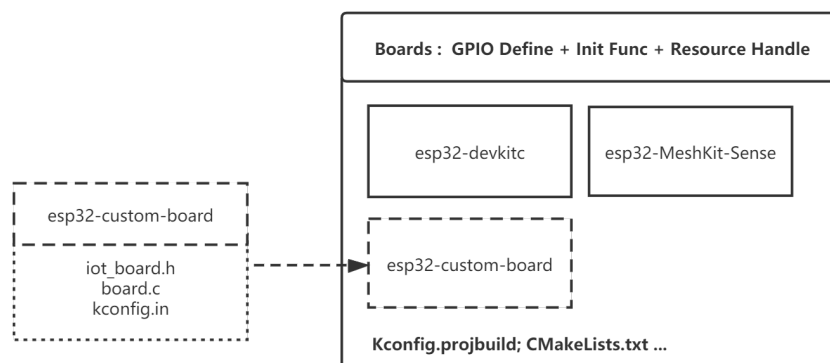 Boards : GPIO Define + Init Func + Resource Handle
esp32-devkitc
esp32-MeshKit-Sense
esp32-custom-board
iot_board.h
board.c
kconfig.in
esp32-custom-board
Kconfig.projbuild; CMakeLists.txt ...